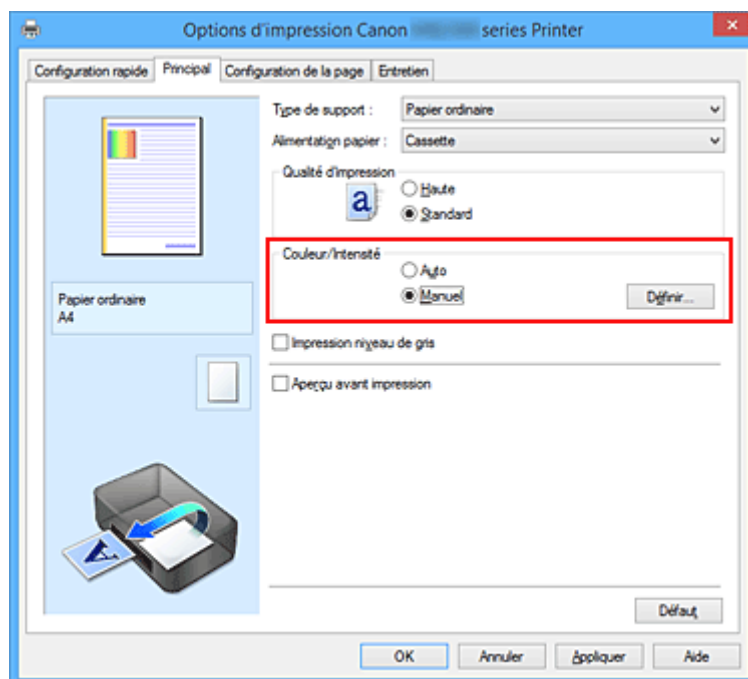 Options d'impression Canon series Printer
Configuration rapide Principal Configuration de la page Entretien
Type de support : Papier ordinaire
Alimentation papier : Cassette
Qualité d'impression
a
Haute
Standard
Couleur/Intensité
Auto
Manuel Définir...
Papier ordinaire
A4
Impression niveau de gris
Aperçu avant impression
A
Défaut
OK Annuler Appliquer Aide